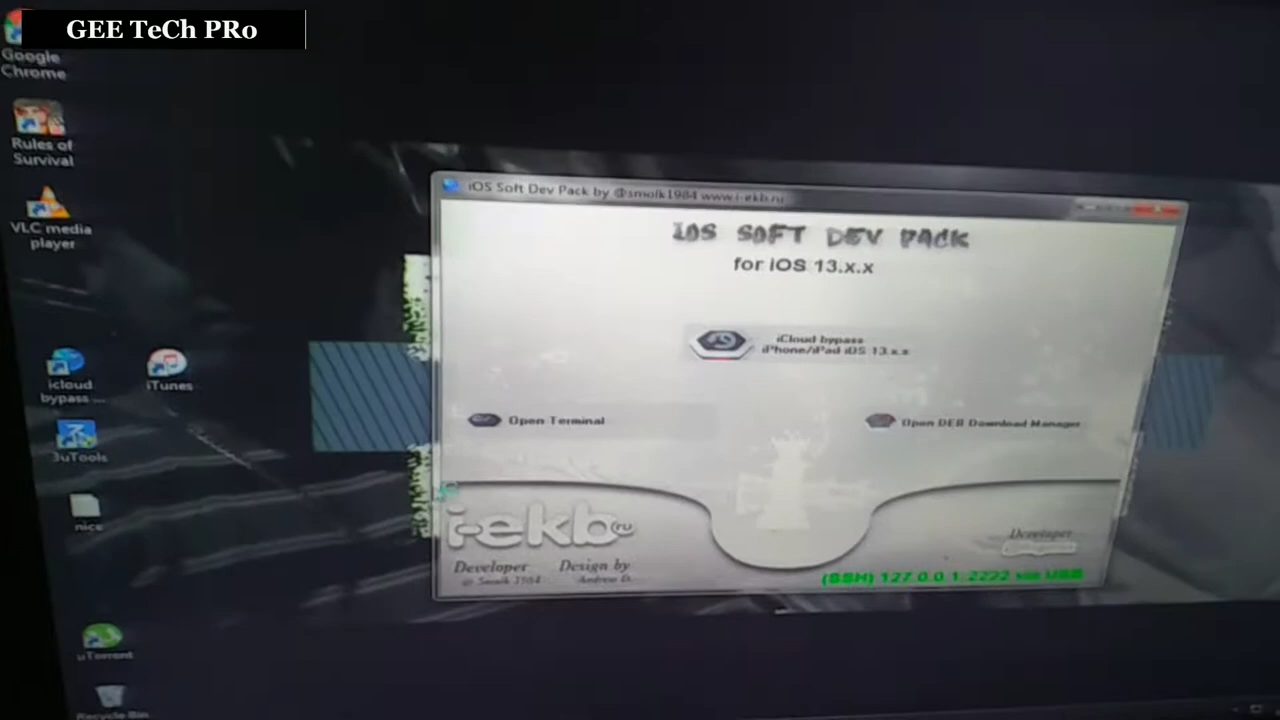 GEE TeCh PRo
Google
Chrome
Rules of
Survival
VLC media
player
icloud
bypass ...
iTunes
3uTools
nice
uTorrent
Recycle Bin
iOS Soft Dev Pack by @smolk1984 www.i-ekb.ru
IOS SOFT DEV PACK
for iOS 13.x.x
iCloud bypass
iPhone/iPad iOS 13.x.x
Open Terminal
Open DEB Download Manager
i-ekb.ru
Developer
@ Smolk 1984
Design by
Andrew D.
Developer
(SSH) 127.0.0.1:2222 via USB